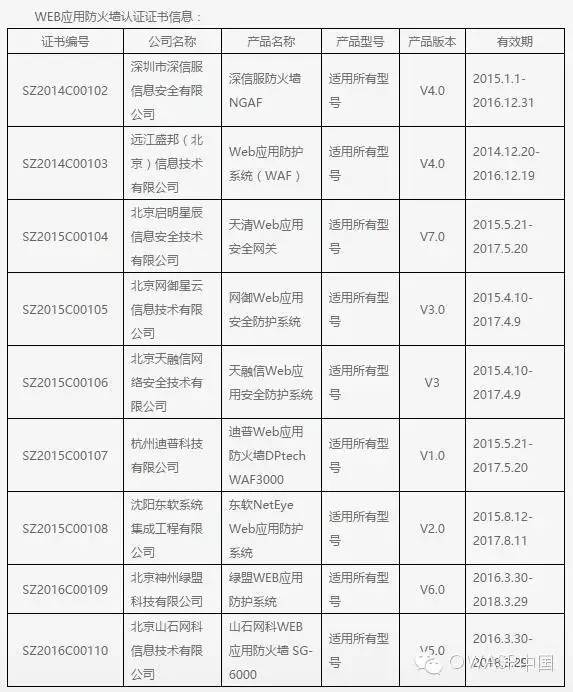 WEB应用防火墙认证证书信息：
证书编号 公司名称 产品名称 产品型号 产品版本 有效期
SZ2014C00102
深圳市深信服
信息安全有限
公司
深信服防火墙
NGAF
适用所有型
号
V4.0
2015.1.1-
2016.12.31
SZ2014C00103
远江盛邦（北
京）信息技术
有限公司
Web应用防护
系统（WAF）
适用所有型
号
V4.0
2014.12.20-
2016.12.19
SZ2015C00104
北京启明星辰
信息安全技术
有限公司
天清Web应用
安全网关
适用所有型
号
V7.0
2015.5.21-
2017.5.20
SZ2015C00105
北京网御星云
信息技术有限
公司
网御Web应用
安全防护系统
适用所有型
号
V3.0
2015.4.10-
2017.4.9
SZ2015C00106
北京天融信网
络安全技术有
限公司
天融信Web应
用安全防护系统
适用所有型
号
V3
2015.4.10-
2017.4.9
SZ2015C00107
杭州迪普科技
有限公司
迪普Web应用
防火墙DPtech
WAF3000
适用所有型
号
V1.0
2015.5.21-
2017.5.20
SZ2015C00108
沈阳东软系统
集成工程有限
公司
东软NetEye
Web应用防护
系统
适用所有型
号
V2.0
2015.8.12-
2017.8.11
SZ2016C00109
北京神州绿盟
科技有限公司
绿盟WEB应用
防护系统
适用所有型
号
V6.0
2016.3.30-
2018.3.29
SZ2016C00110
北京山石网科
信息技术有限
公司
山石网科WEB
应用防火墙 SG-
6000
适用所有型
号
V5.0
2016.3.30-
OWASP中国